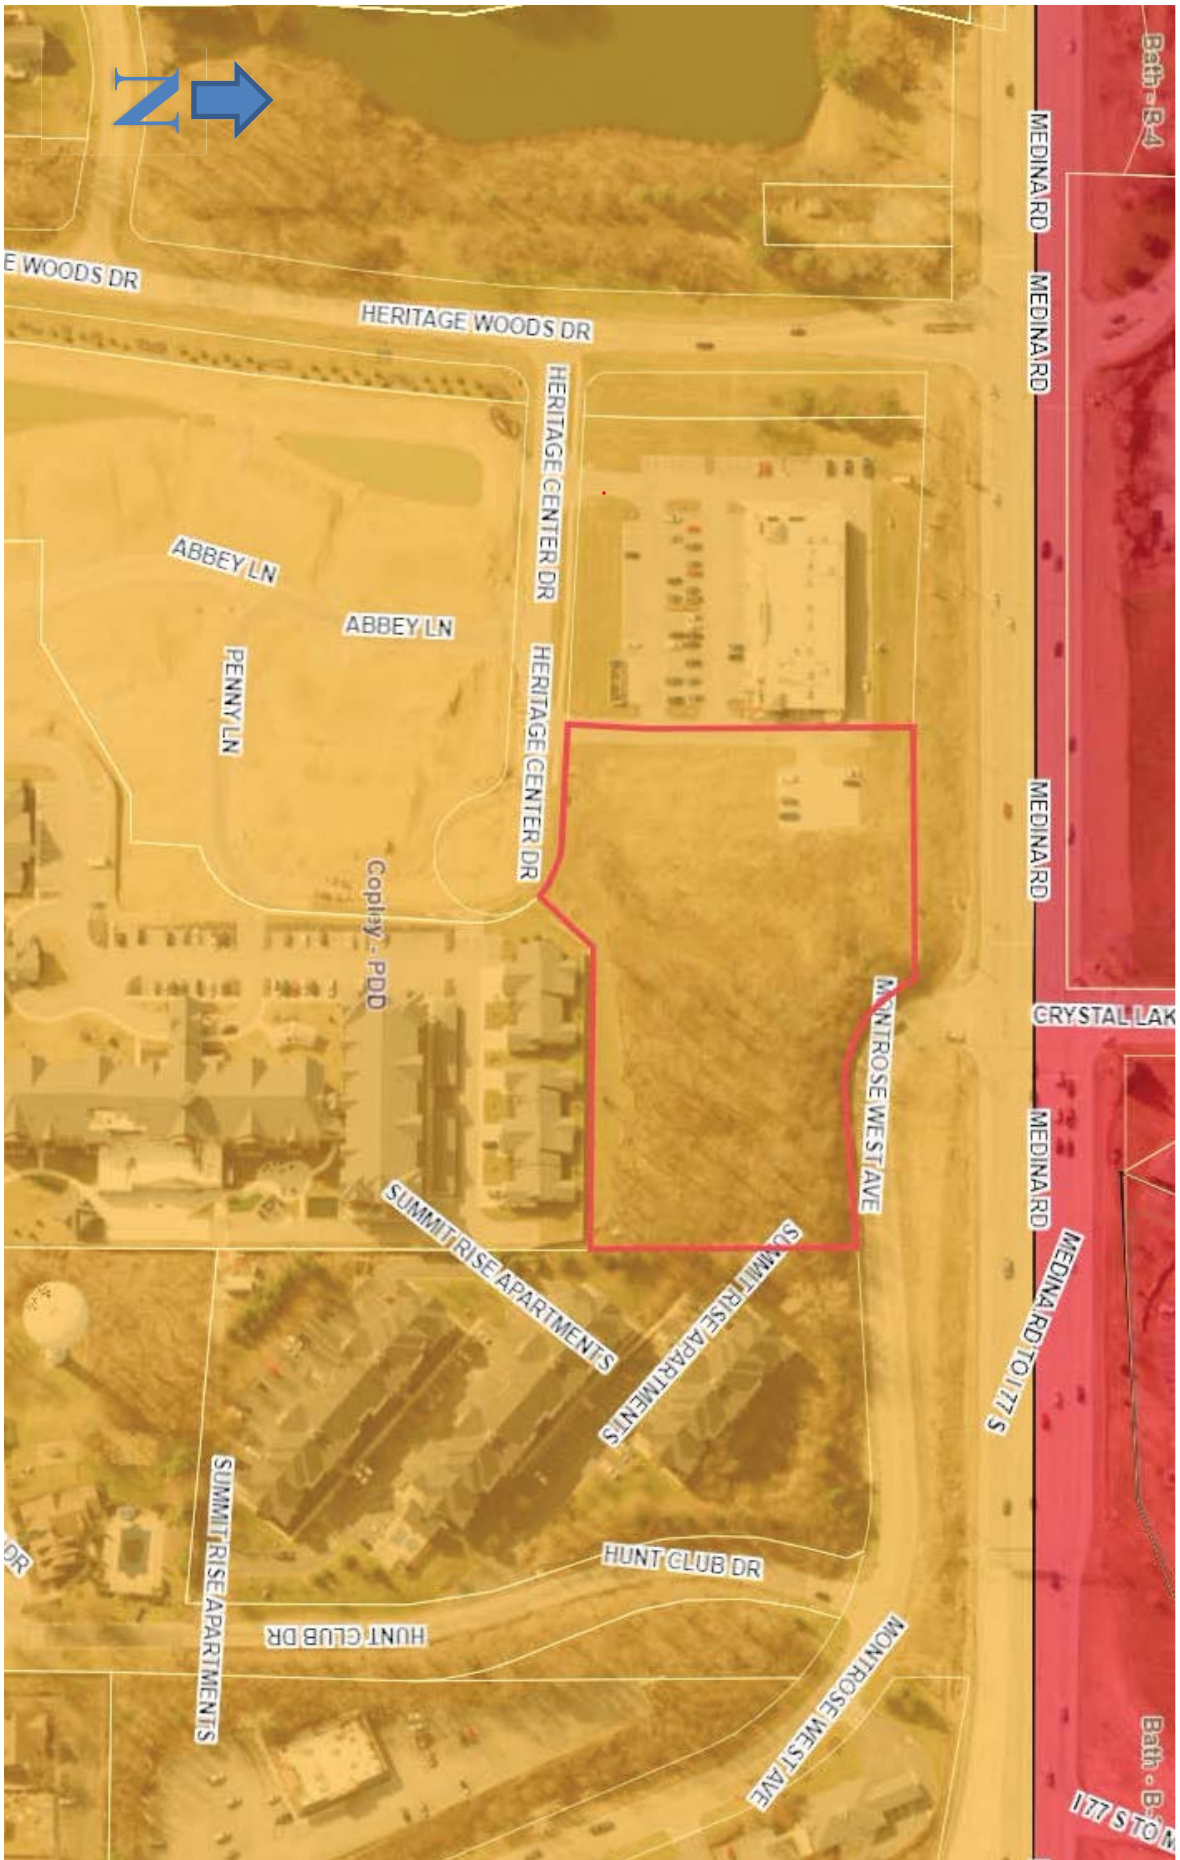 N
Bath - B-4
MEDINA RD
E WOODS DR
MEDINA RD
HERITAGE WOODS DR
HERITAGE CENTER DR
ABBEY LN
ABBEY LN
PENNY LN
HERITAGE CENTER DR
MEDINA RD
Copley - PDD
MONTROSE WEST AVE
CRYSTAL LAK
MEDINA RD
SUMMIT RISE APARTMENTS
SUMMIT RISE APARTMENTS
MEDINA RD TO I 77 S
SUMMIT RISE APARTMENTS
HUNT CLUB DR
DR
HUNT CLUB DR
MONTROSE WEST AVE
Bath - B-
I 77 S TO M